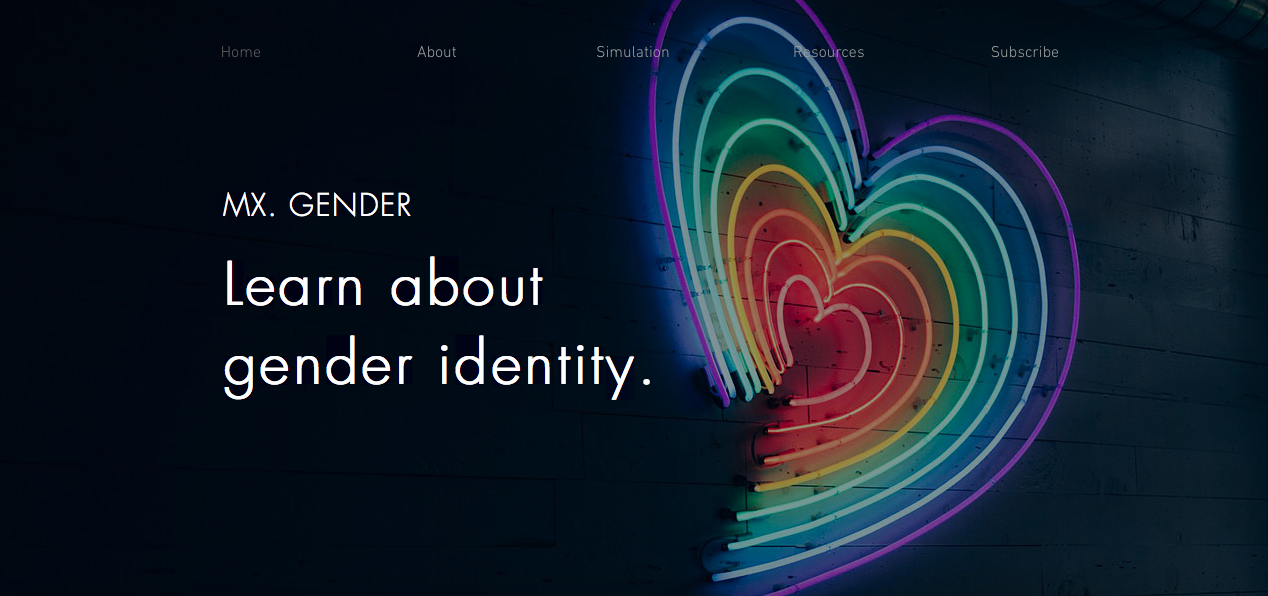 Home About Simulation Resources Subscribe
MX. GENDER
Learn about
gender identity.